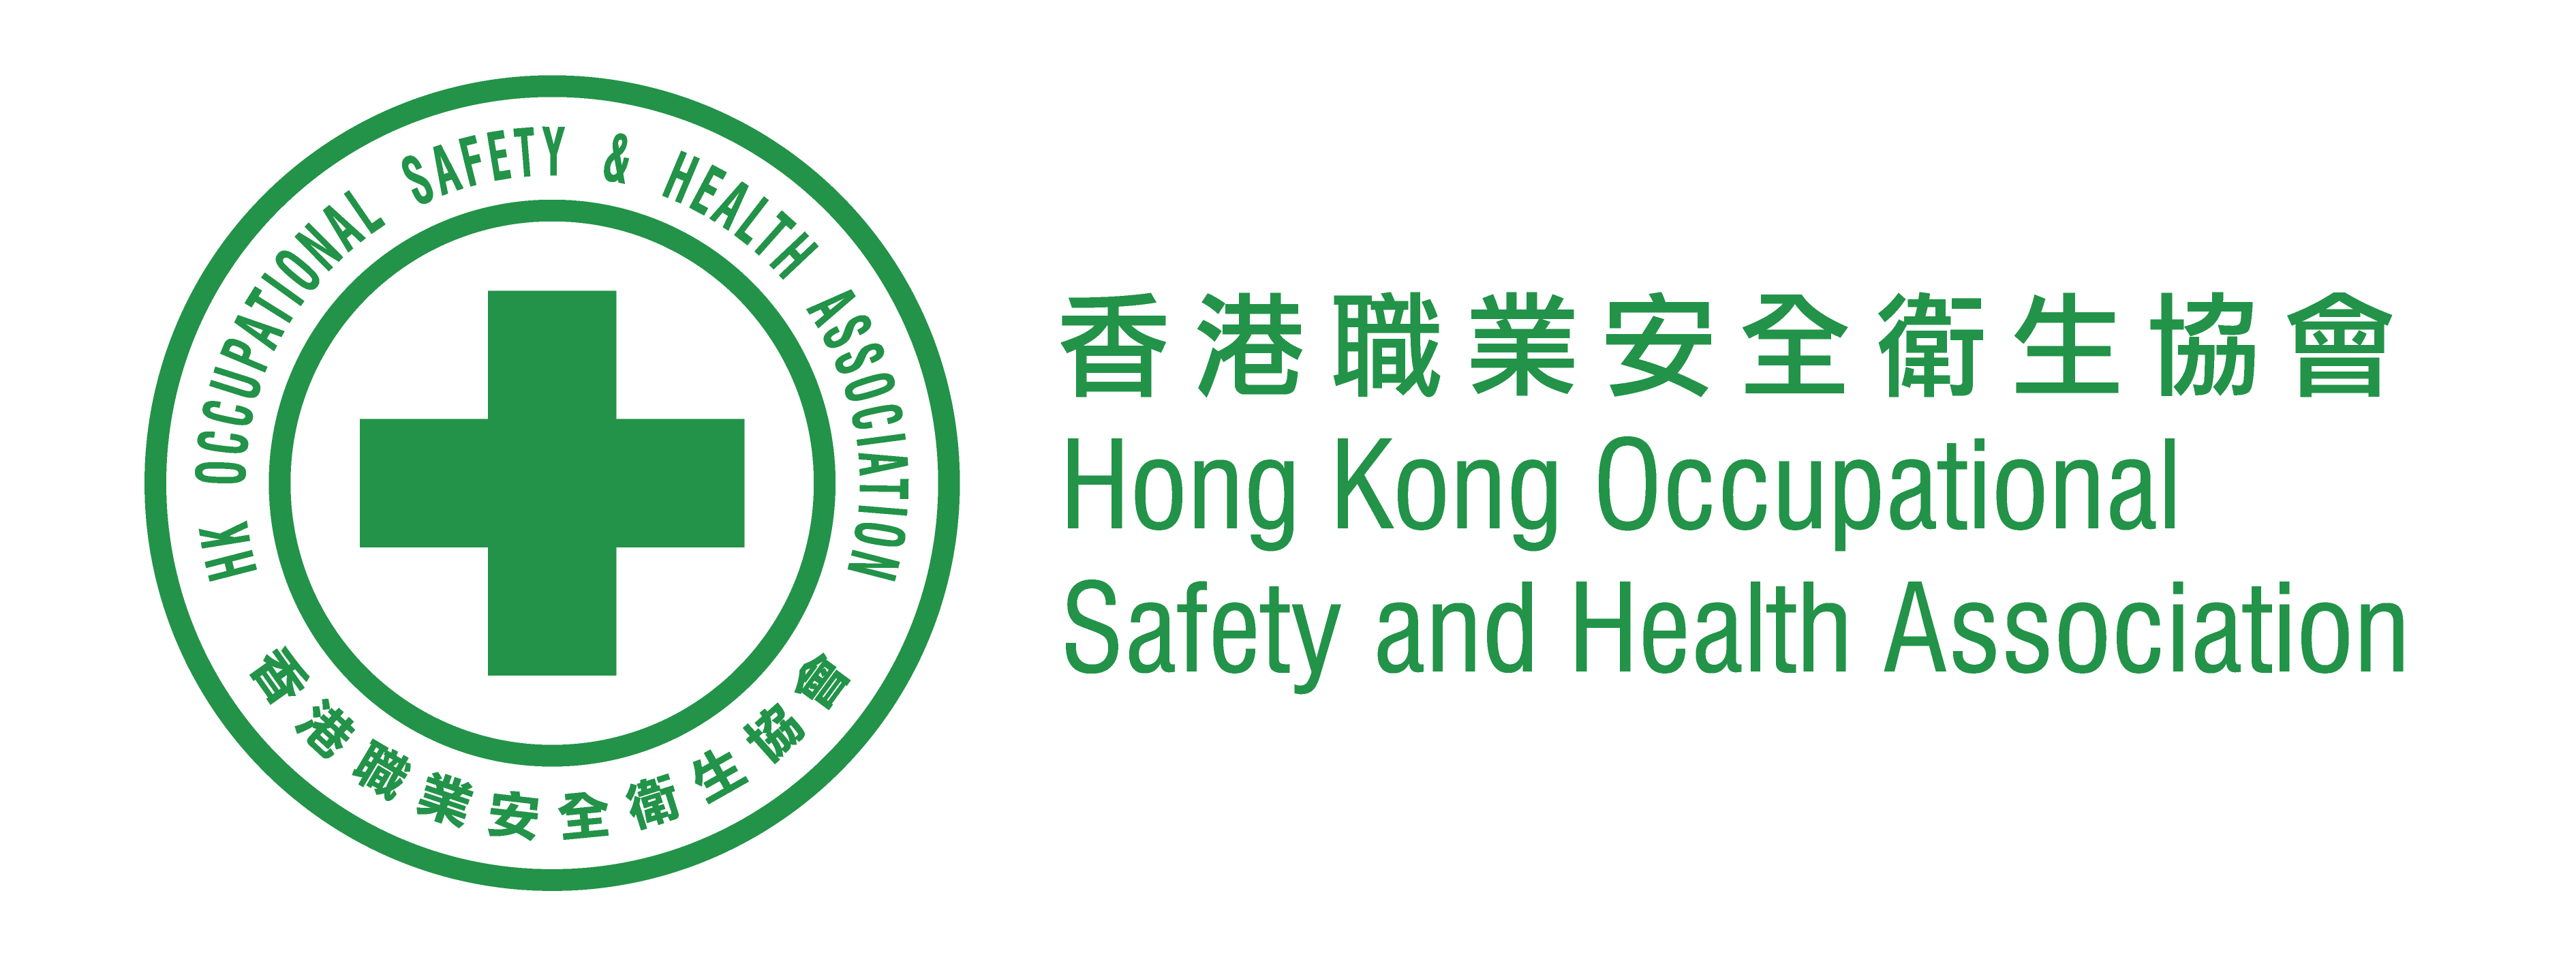 HK OCCUPATIONAL SAFETY & HEALTH ASSOCIATION
香港職業安全衛生協會
香港職業安全衛生協會
Hong Kong Occupational
Safety and Health Association